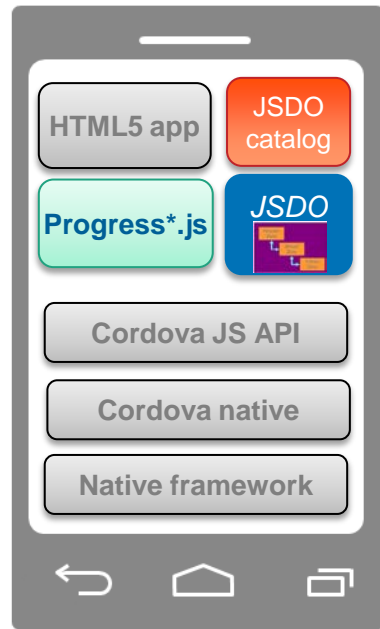 HTML5 app
JSDO
catalog
Progress*.js
JSDO
Cordova JS API
Cordova native
Native framework